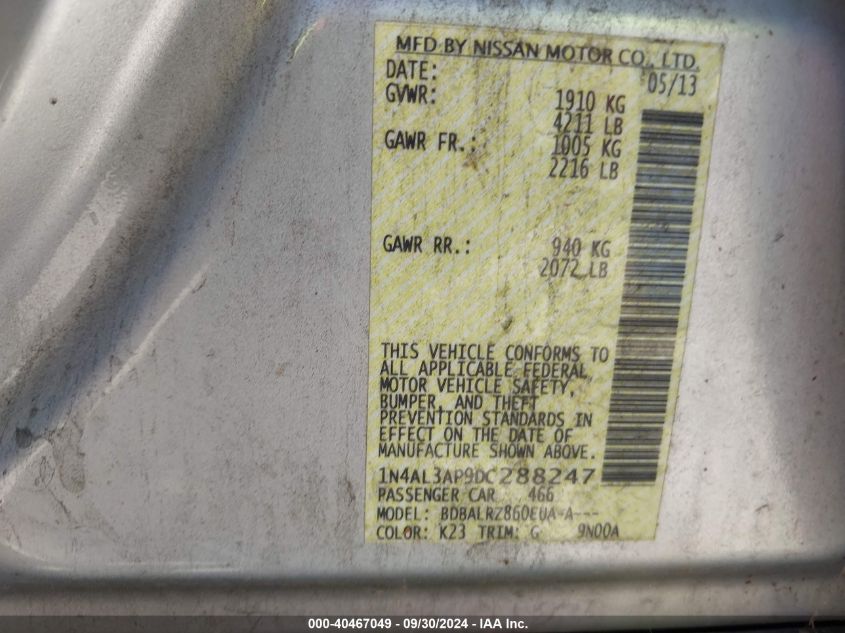 MFD BY NISSAN MOTOR CO., LTD.
DATE: 05/13
GVWR: 1910 KG
4211 LB
GAWR FR.: 1005 KG
2216 LB
GAWR RR.: 940 KG
2072 LB
THIS VEHICLE CONFORMS TO
ALL APPLICABLE FEDERAL
MOTOR VEHICLE SAFETY,
BUMPER, AND THEFT
PREVENTION STANDARDS IN
EFFECT ON THE DATE OF
MANUFACTURE SHOWN ABOVE.
1N4AL3AP9DC288247
PASSENGER CAR 466
MODEL: BDBALRZ860EUA-A---
COLOR: K23 TRIM: G 9N00A
000-40467049 - 09/30/2024 - IAA Inc.